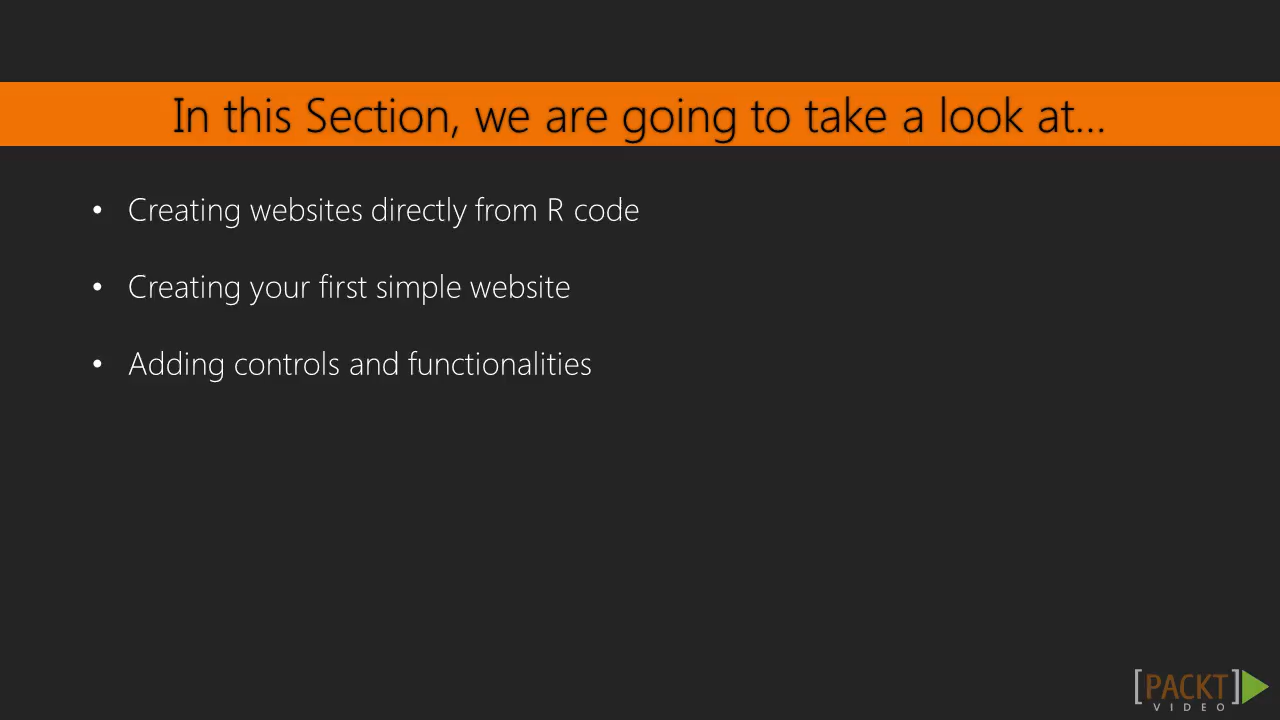 In this Section, we are going to take a look at...
• Creating websites directly from R code
• Creating your first simple website
• Adding controls and functionalities
[PACKT]
VIDEO